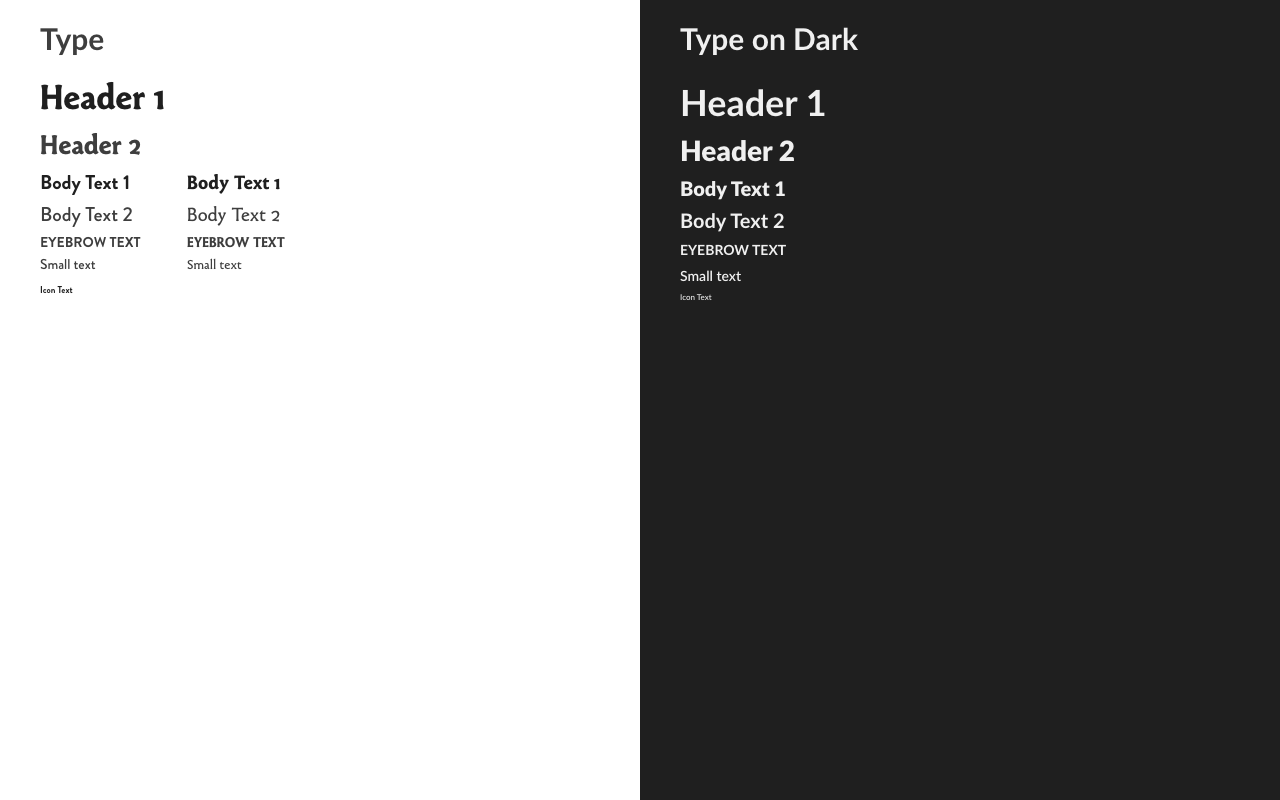 Type
Header 1
Header 2
Body Text 1
Body Text 2
EYEBROW TEXT
Small text
Icon Text
Body Text 1
Body Text 2
EYEBROW TEXT
Small text
Type on Dark
Header 1
Header 2
Body Text 1
Body Text 2
EYEBROW TEXT
Small text
Icon Text